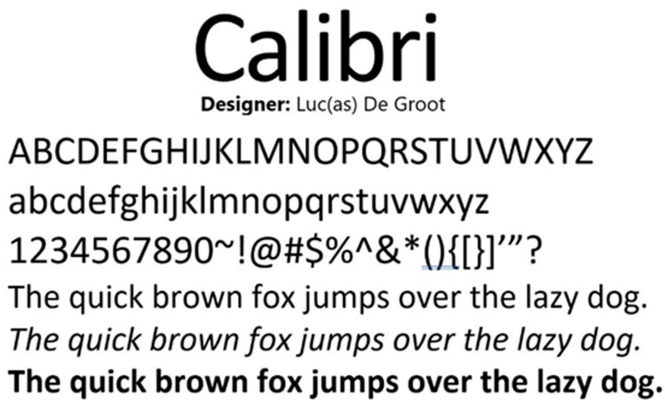 Calibri
Designer: Luc(as) De Groot
ABCDEFGHIJKLMNOPQRSTUVWXYZ
abcdefghijklmnopqrstuvwxyz
1234567890~!@#$%^&*(){[}]’”?
The quick brown fox jumps over the lazy dog.
The quick brown fox jumps over the lazy dog.
The quick brown fox jumps over the lazy dog.